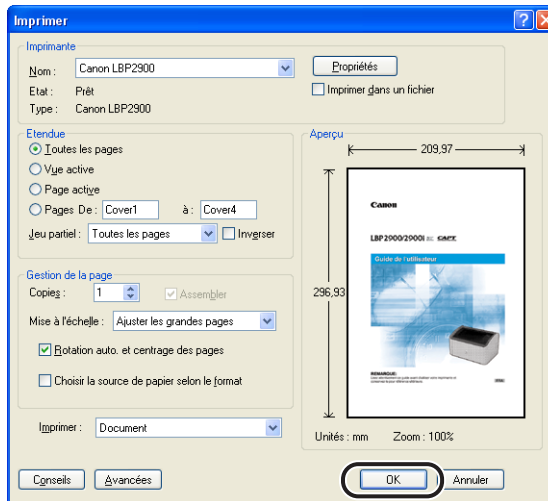 Imprimer
Imprimante
Nom : Canon LBP2900 Propriétés
Etat : Prêt Imprimer dans un fichier
Type : Canon LBP2900
Etendue
Toutes les pages
Vue active
Page active
Pages De : Cover1 à : Cover4
Jeu partiel : Toutes les pages Inverser
Aperçu
209,97
296,93
Canon
LBP2900/2900i CAPT
Guide de l'utilisateur
REMARQUE:
Unités : mm Zoom : 100%
Gestion de la page
Copies : 1 Assembler
Mise à l'échelle : Ajuster les grandes pages
Rotation auto. et centrage des pages
Choisir la source de papier selon le format
Imprimer : Document
Conseils Avancées OK Annuler